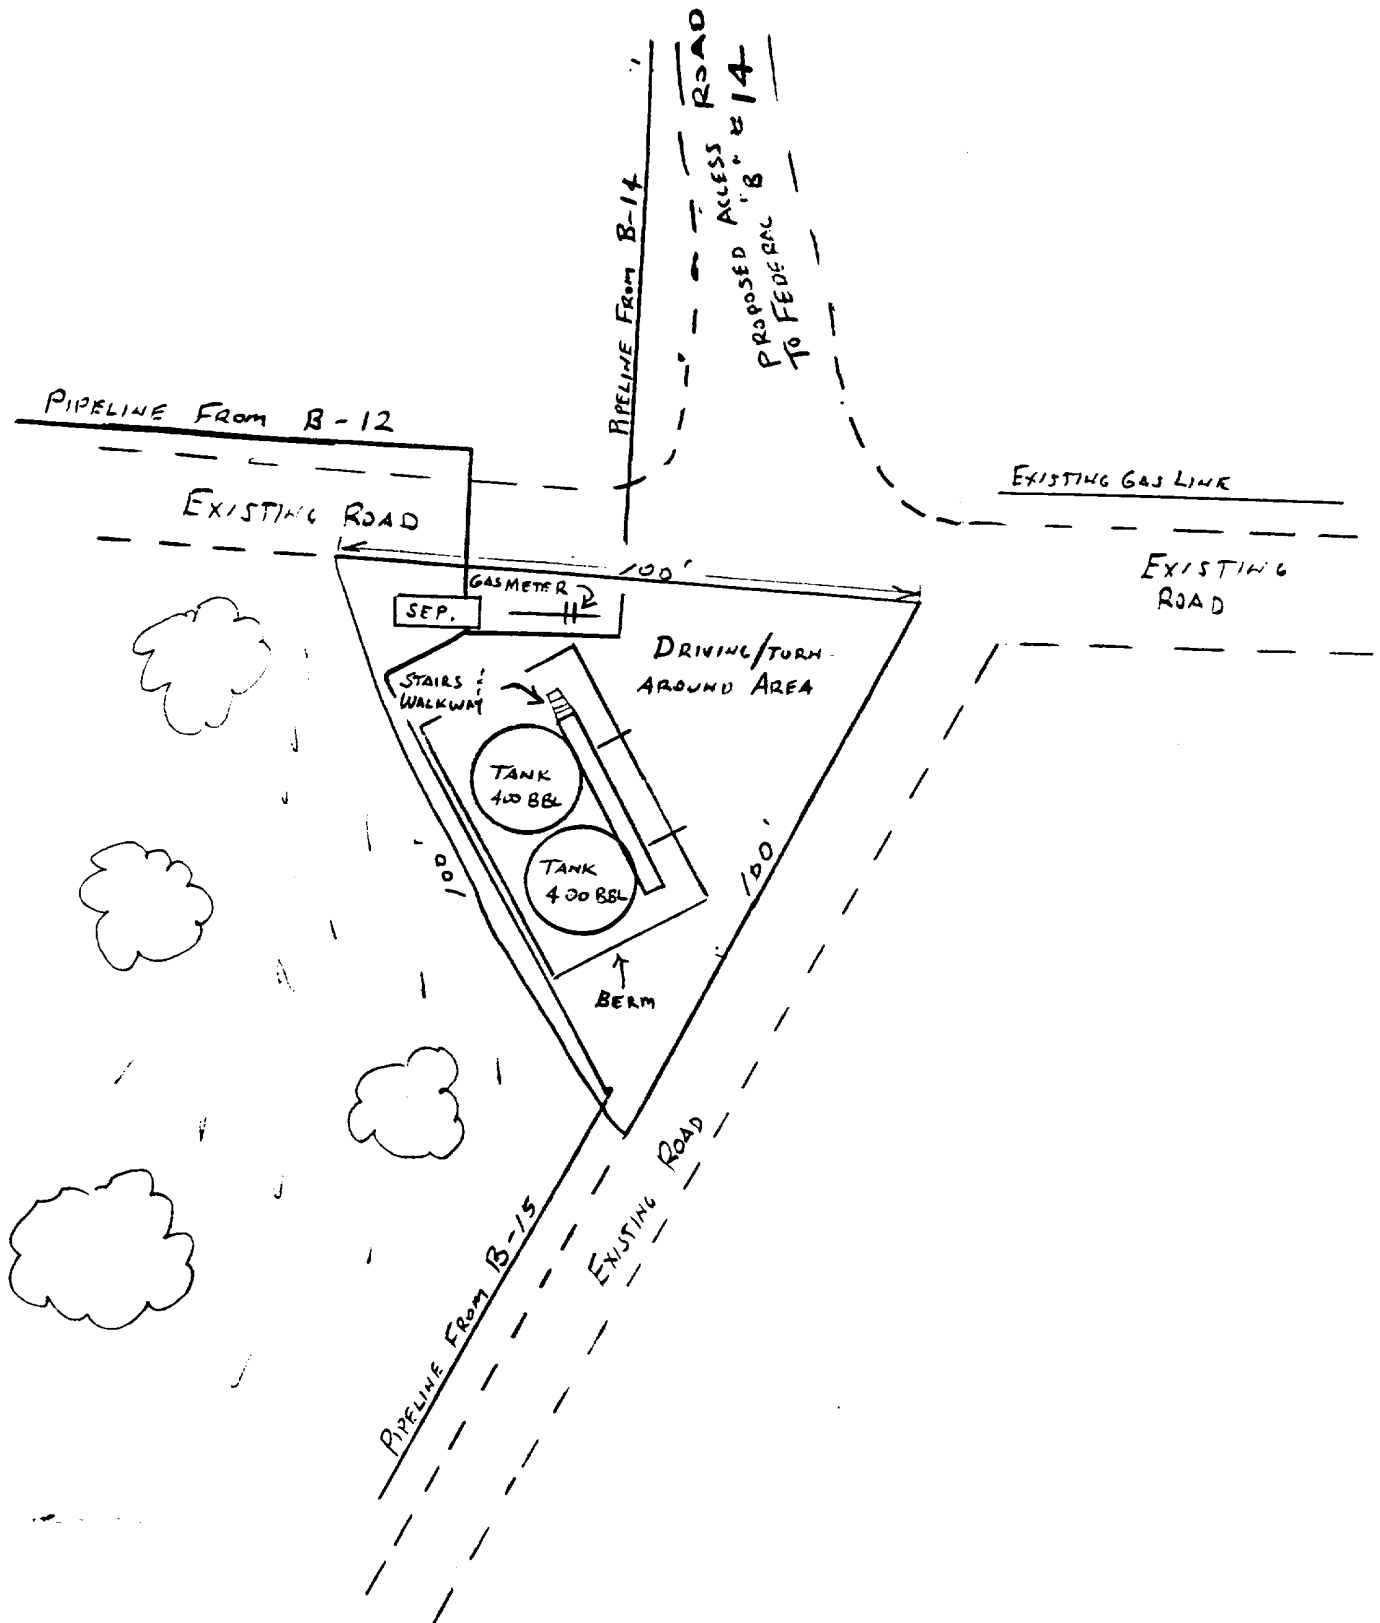 PROPOSED ACCESS ROAD
TO FEDERAL "B" #14
PIPELINE FROM B-14
PIPELINE FROM B-12
EXISTING GAS LINE
EXISTING ROAD
EXISTING
ROAD
100'
GAS METER
SEP.
DRIVING/TURN-
AROUND AREA
STAIRS &
WALKWAY
TANK
400 BBL
TANK
400 BBL
100'
100'
BERM
EXISTING ROAD
PIPELINE FROM B-15